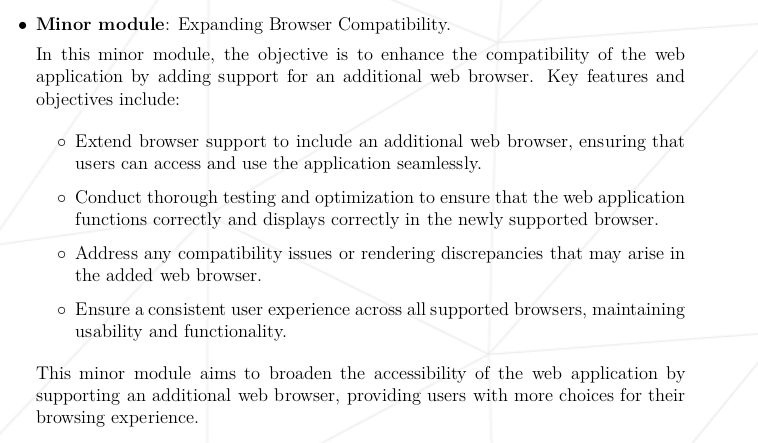 • Minor module: Expanding Browser Compatibility.
In this minor module, the objective is to enhance the compatibility of the web
application by adding support for an additional web browser. Key features and
objectives include:
◦ Extend browser support to include an additional web browser, ensuring that
users can access and use the application seamlessly.
◦ Conduct thorough testing and optimization to ensure that the web application
functions correctly and displays correctly in the newly supported browser.
◦ Address any compatibility issues or rendering discrepancies that may arise in
the added web browser.
◦ Ensure a consistent user experience across all supported browsers, maintaining
usability and functionality.
This minor module aims to broaden the accessibility of the web application by
supporting an additional web browser, providing users with more choices for their
browsing experience.